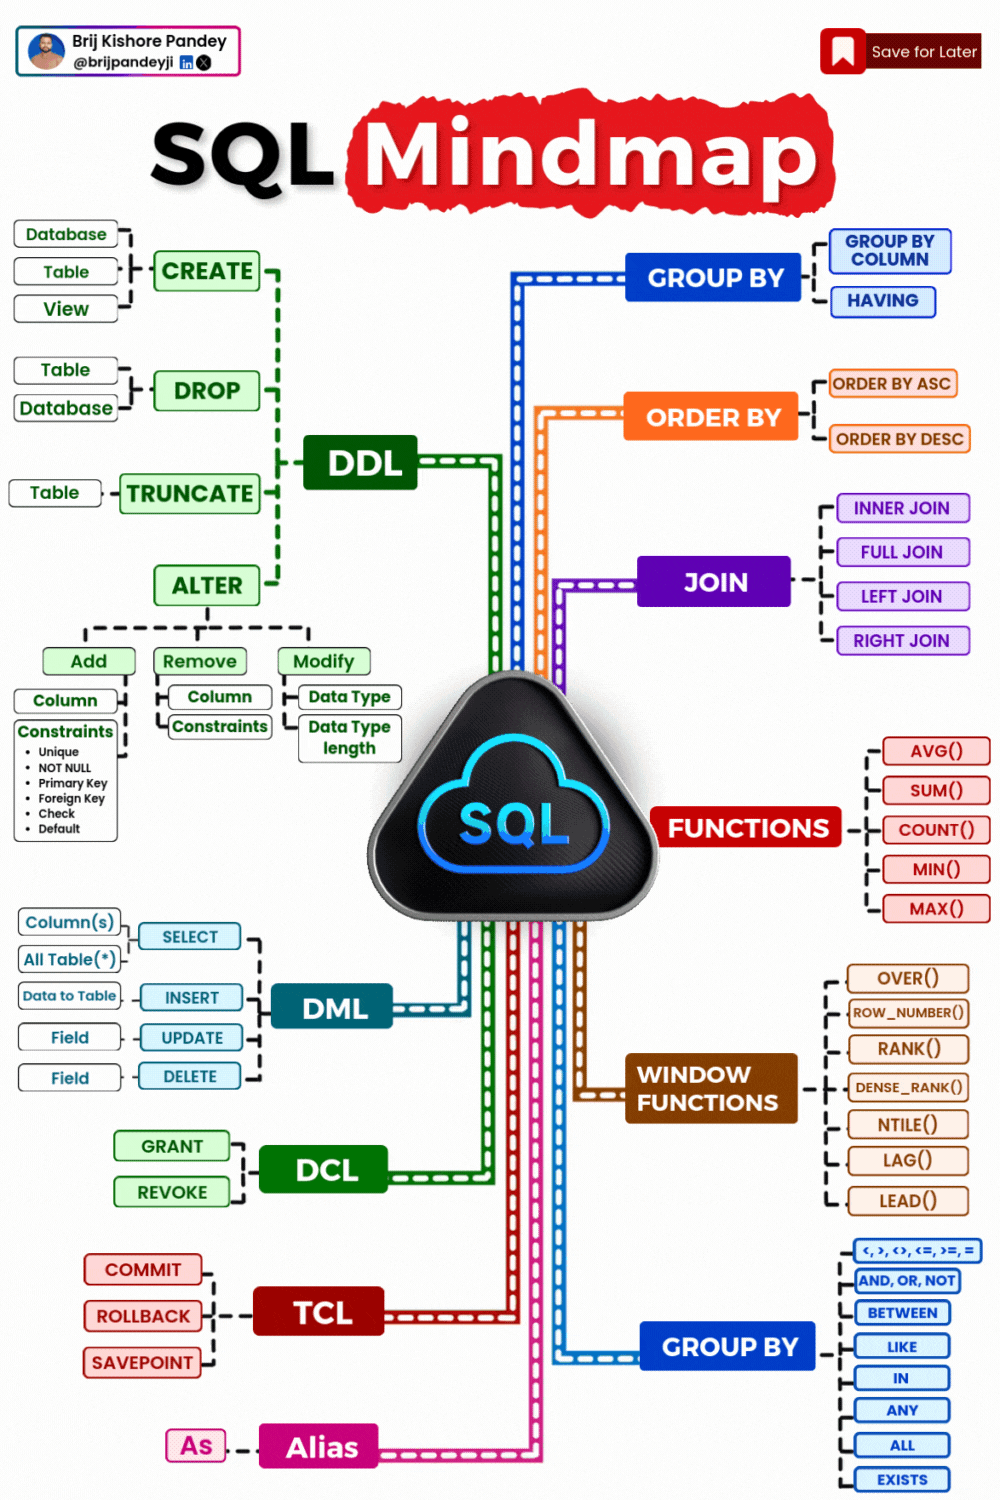 Brij Kishore Pandey
@brijpandeyji in X
Save for Later
SQL Mindmap
Database
Table
View
CREATE
Table
Database
DROP
Table
TRUNCATE
ALTER
DDL
Add
Remove
Modify
Column
Constraints
• Unique
• NOT NULL
• Primary Key
• Foreign Key
• Check
• Default
Column
Constraints
Data Type
Data Type
length
GROUP BY
GROUP BY
COLUMN
HAVING
ORDER BY
ORDER BY ASC
ORDER BY DESC
JOIN
INNER JOIN
FULL JOIN
LEFT JOIN
RIGHT JOIN
SQL
FUNCTIONS
AVG()
SUM()
COUNT()
MIN()
MAX()
Column(s)
All Table(*)
SELECT
Data to Table
INSERT
Field
UPDATE
Field
DELETE
DML
WINDOW
FUNCTIONS
OVER()
ROW_NUMBER()
RANK()
DENSE_RANK()
NTILE()
LAG()
LEAD()
GRANT
REVOKE
DCL
COMMIT
ROLLBACK
SAVEPOINT
TCL
As
Alias
GROUP BY
<, >, <>, <=, >=, =
AND, OR, NOT
BETWEEN
LIKE
IN
ANY
ALL
EXISTS